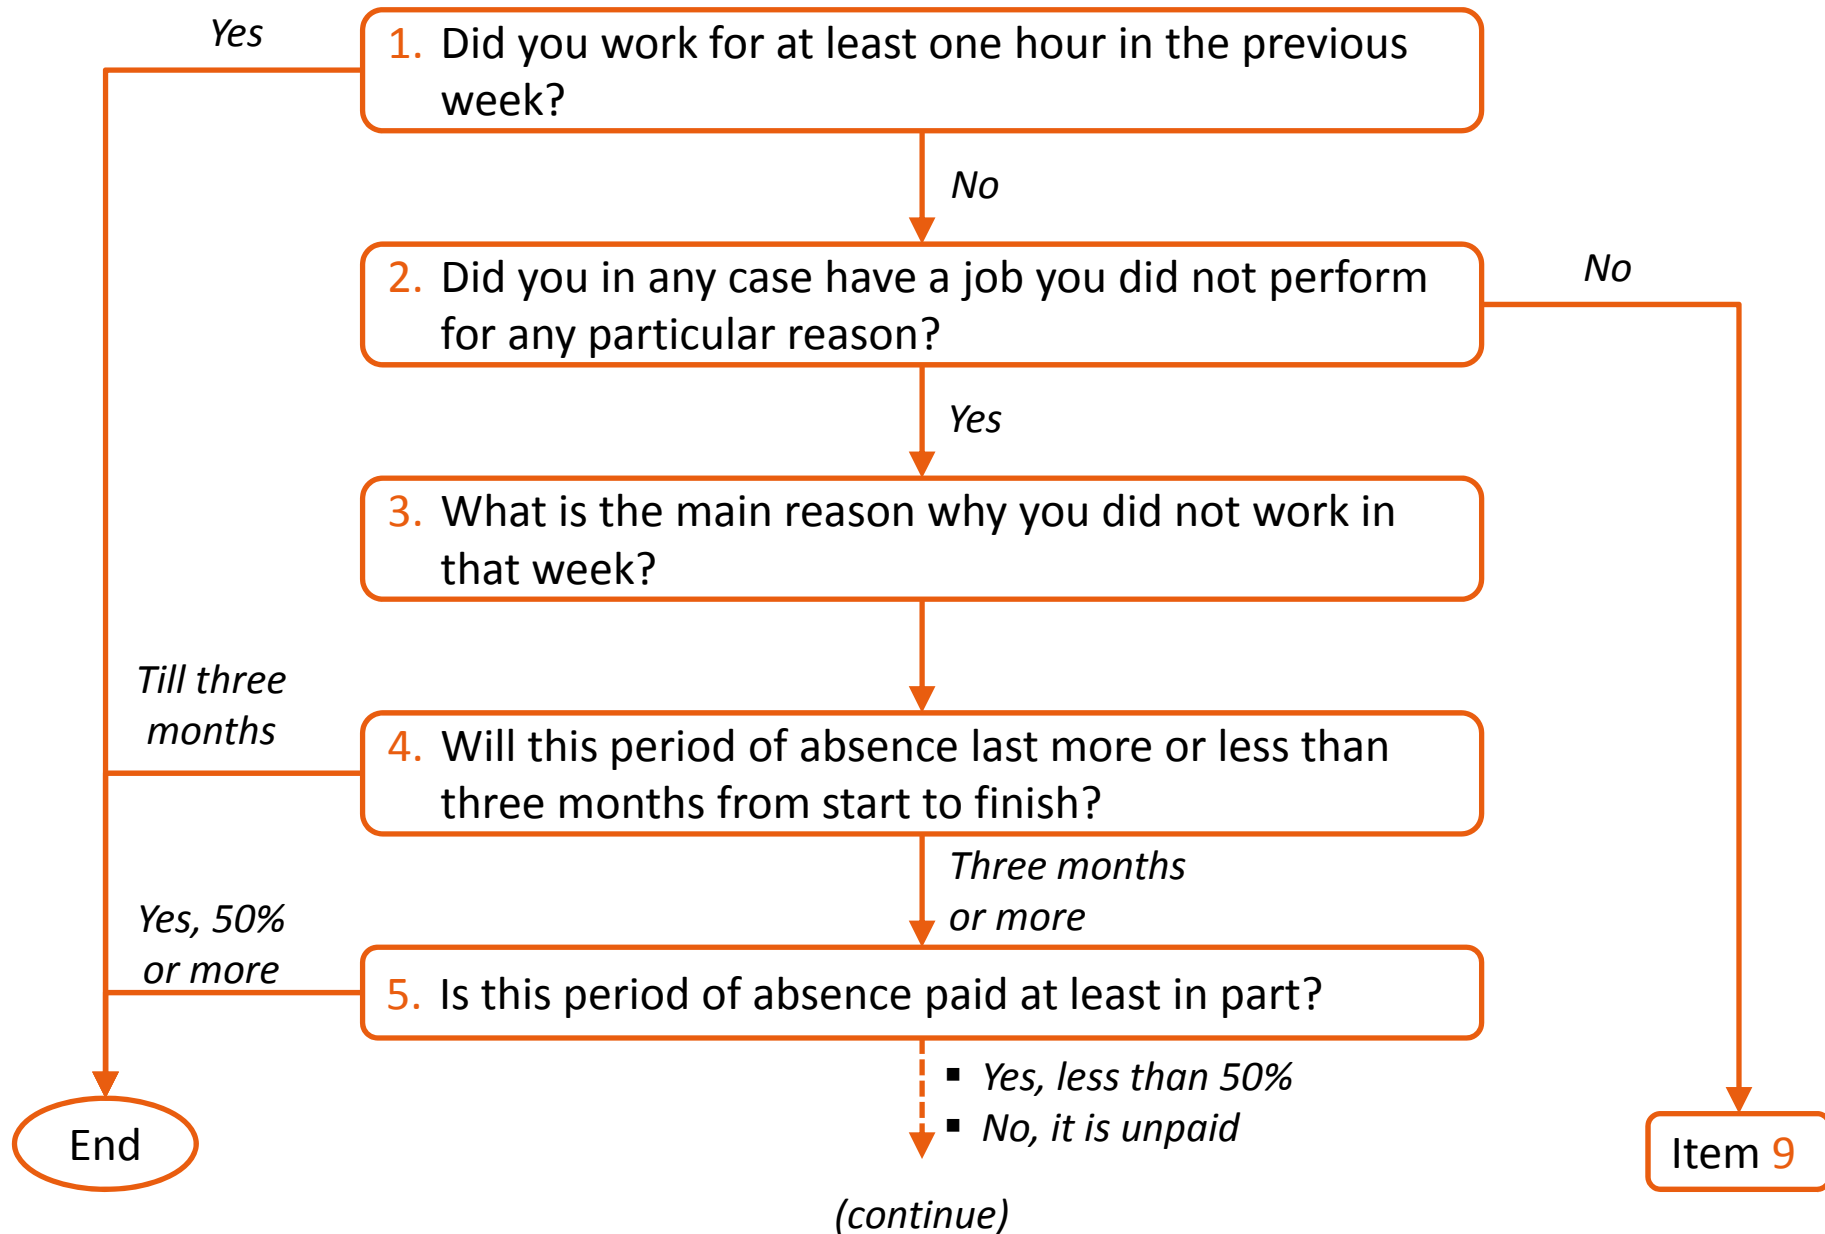 Yes
1. Did you work for at least one hour in the previous
week?
No
2. Did you in any case have a job you did not perform
for any particular reason?
No
Yes
3. What is the main reason why you did not work in
that week?
Till three
months
4. Will this period of absence last more or less than
three months from start to finish?
Three months
or more
Yes, 50%
or more
5. Is this period of absence paid at least in part?
▪ Yes, less than 50%
▪ No, it is unpaid
End
Item 9
(continue)